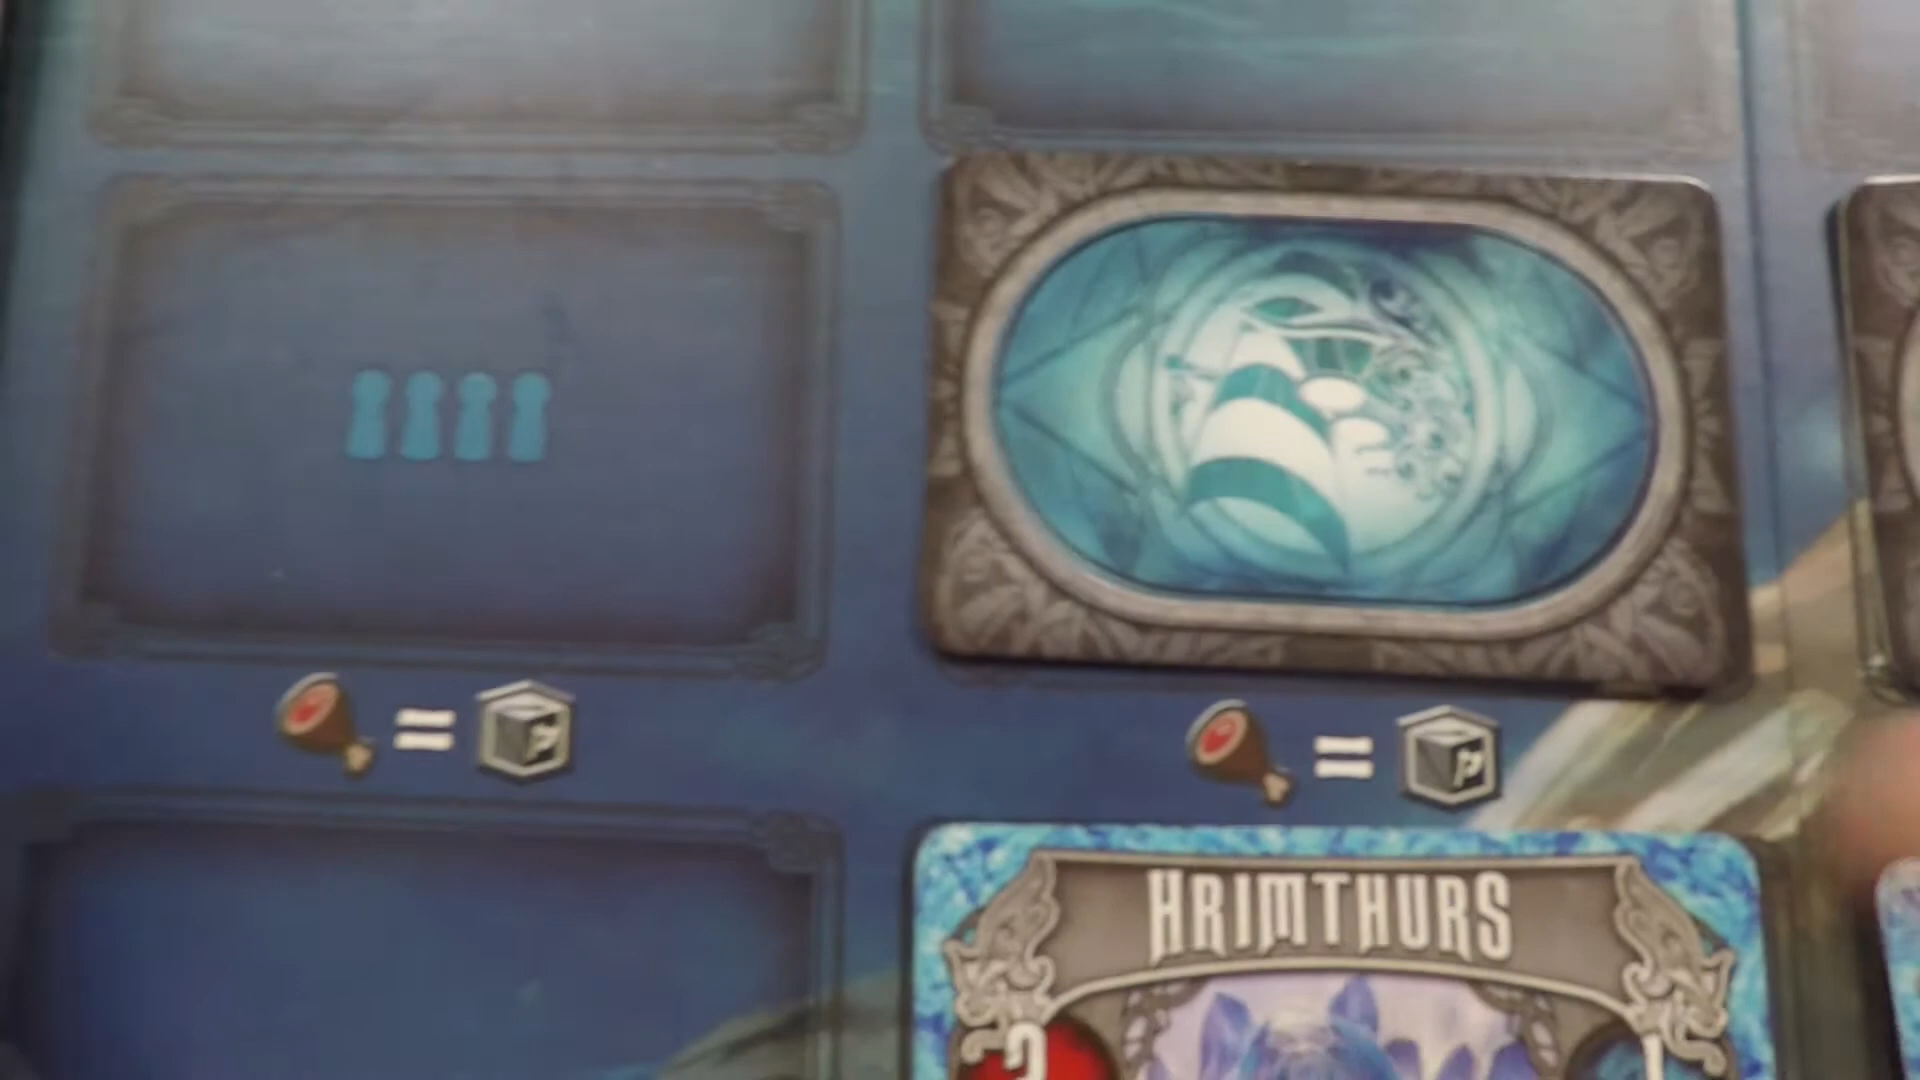 =
=
HRIMTHURS